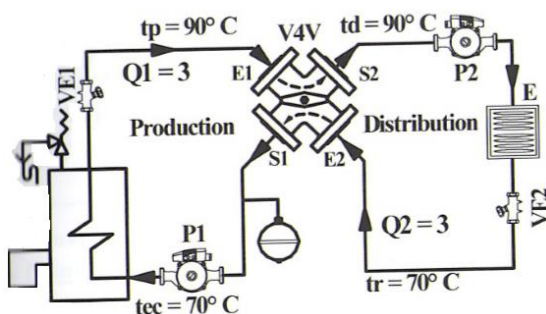 tp = 90° C
V4V
td = 90° C
VE1
Q1 = 3
E1
S2
P2
E
Production
Distribution
S1
E2
VE2
P1
Q2 = 3
tec = 70° C
tr = 70° C